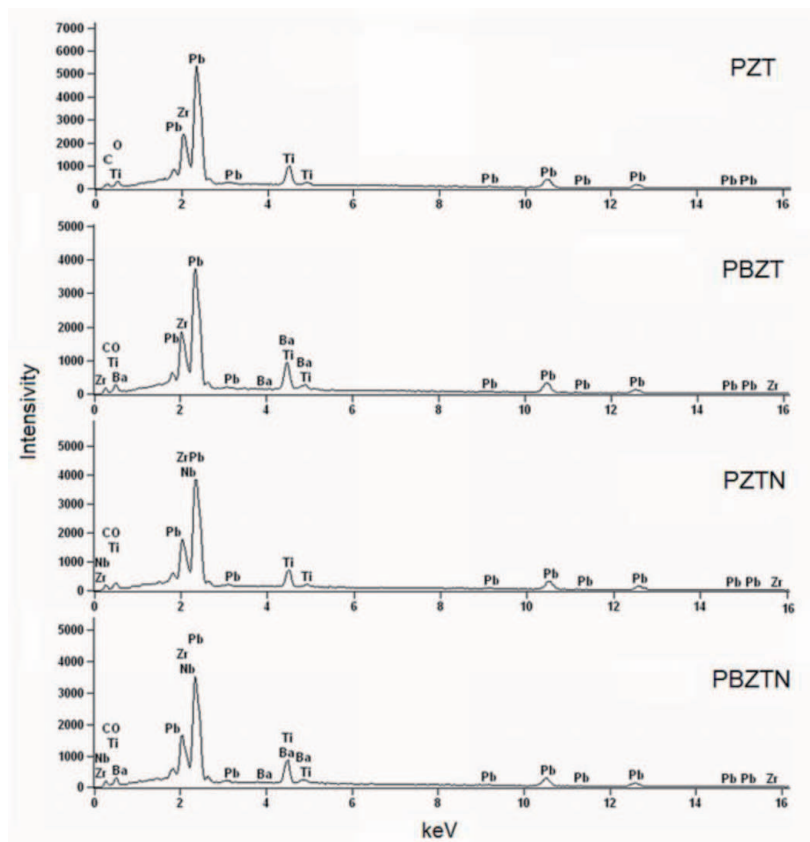 7000
6000
5000
4000
3000
2000
1000
0
Pb
Zr
Pb
O
C
Ti
Pb
Ti
Ti
Pb
Pb
Pb
Pb
Pb Pb
PZT
0 2 4 6 8 10 12 14 16
5000
4000
3000
2000
1000
0
Pb
Zr
Pb
CO
Ti
Zr
Ba
Pb
Ba
Ba
Ti
Ba
Ti
Pb
Pb
Pb
Pb
Pb Pb
Zr
PBZT
0 2 4 6 8 10 12 14 16
Intensivity
5000
4000
3000
2000
1000
0
ZrPb
Nb
Pb
CO
Ti
Nb
Zr
Pb
Ti
Ti
Pb
Pb
Pb
Pb
Pb Pb
Zr
PZTN
0 2 4 6 8 10 12 14 16
5000
4000
3000
2000
1000
0
Pb
Zr
Nb
Pb
CO
Ti
Nb
Zr
Ba
Pb
Ba
Ti
Ba
Ba
Ti
Pb
Pb
Pb
Pb
Pb Pb
Zr
PBZTN
0 2 4 6 8 10 12 14 16
keV